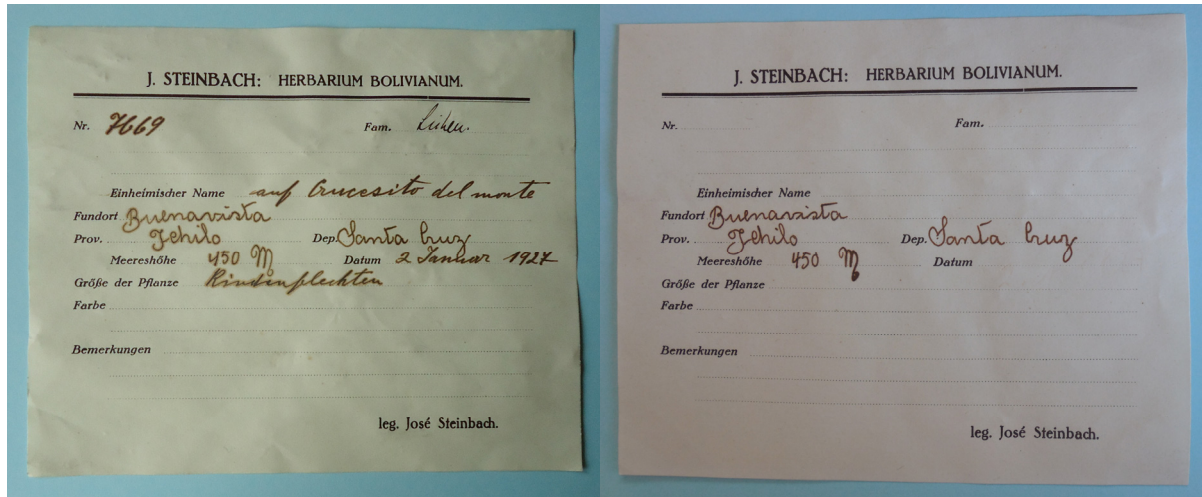 J. STEINBACH: HERBARIUM BOLIVIANUM.
Nr. 7669 Fam. Lichen.
Einheimischer Name auf Crucesito del monte
Fundort Buenavista
Prov. Ichilo Dep. Santa Cruz
Meereshöhe 450 M Datum 2 Januar 1927
Größe der Pflanze Rindenflechten
Farbe
Bemerkungen
leg. José Steinbach.
J. STEINBACH: HERBARIUM BOLIVIANUM.
Nr. Fam.
Einheimischer Name
Fundort Buenavista
Prov. Ichilo Dep. Santa Cruz
Meereshöhe 450 M Datum
Größe der Pflanze
Farbe
Bemerkungen
leg. José Steinbach.